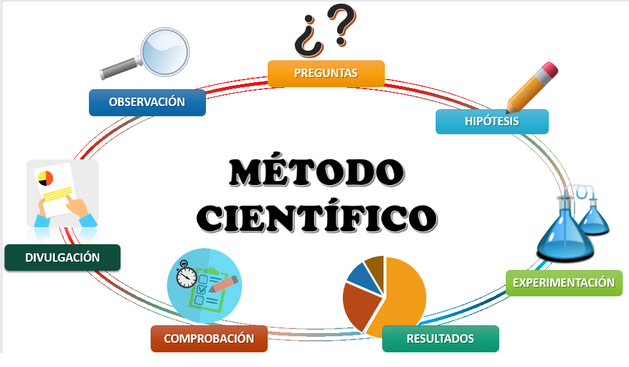 ¿?
PREGUNTAS
OBSERVACIÓN
HIPÓTESIS
MÉTODO
CIENTÍFICO
DIVULGACIÓN
EXPERIMENTACIÓN
COMPROBACIÓN
RESULTADOS